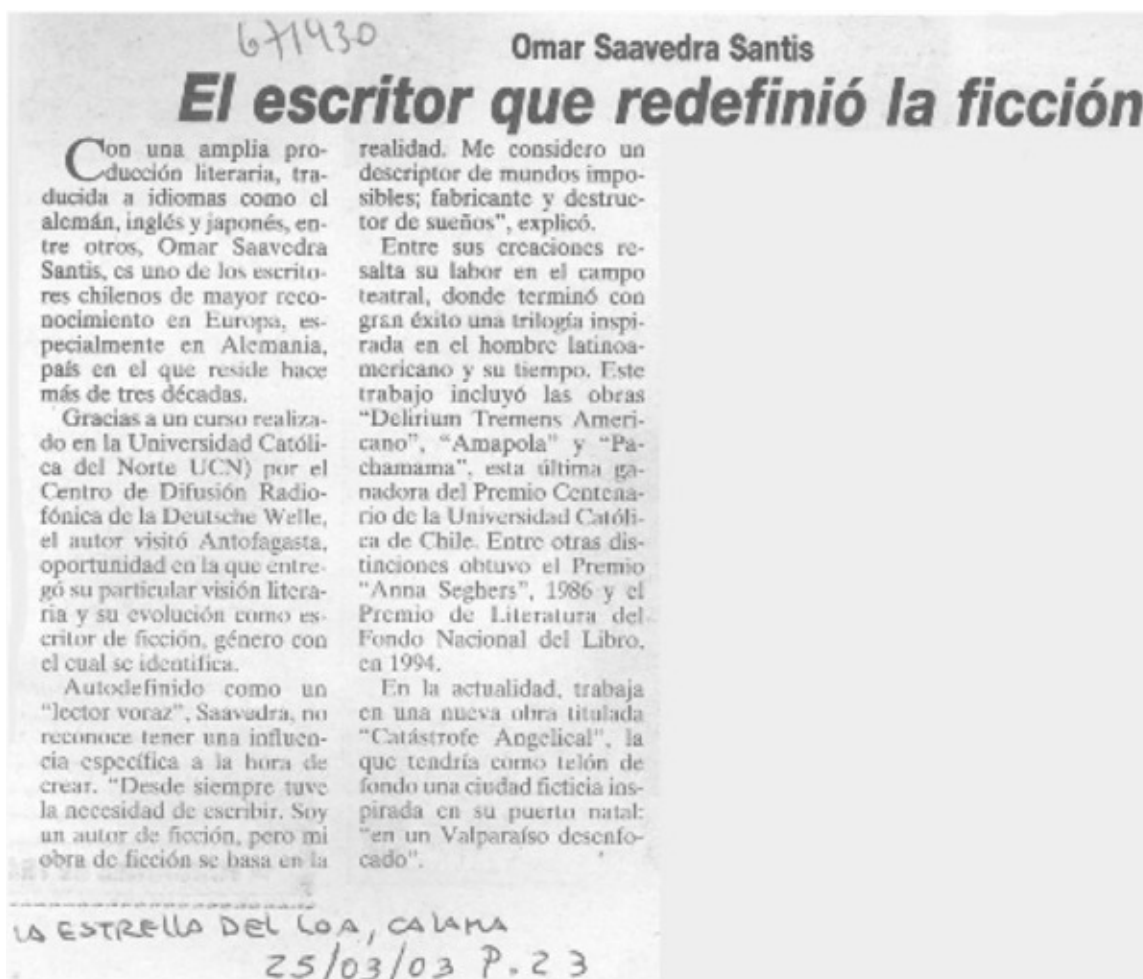 671430
Omar Saavedra Santis
El escritor que redefinió la ficción
Con una amplia pro-
ducción literaria, tra-
ducida a idiomas como el
alemán, inglés y japonés, en-
tre otros, Omar Saavedra
Santis, es uno de los escrito-
res chilenos de mayor reco-
nocimiento en Europa, es-
pecialmente en Alemania,
país en el que reside hace
más de tres décadas.
Gracias a un curso realiza-
do en la Universidad Católi-
ca del Norte UCN) por el
Centro de Difusión Radio-
fónica de la Deutsche Welle,
el autor visitó Antofagasta,
oportunidad en la que entre-
gó su particular visión litera-
ria y su evolución como es-
critor de ficción, género con
el cual se identifica.
Autodefinido como un
"lector voraz", Saavedra, no
reconoce tener una influen-
cia específica a la hora de
crear. "Desde siempre tuve
la necesidad de escribir. Soy
un autor de ficción, pero mi
obra de ficción se basa en la
realidad. Me considero un
descriptor de mundos impo-
sibles; fabricante y destruc-
tor de sueños", explicó.
Entre sus creaciones re-
salta su labor en el campo
teatral, donde terminó con
gran éxito una trilogía inspi-
rada en el hombre latinoa-
mericano y su tiempo. Este
trabajo incluyó las obras
"Delirium Tremens Ameri-
cano", "Amapola" y "Pa-
chamama", esta última ga-
nadora del Premio Centena-
rio de la Universidad Católi-
ca de Chile. Entre otras dis-
tinciones obtuvo el Premio
"Anna Seghers", 1986 y el
Premio de Literatura del
Fondo Nacional del Libro,
en 1994.
En la actualidad, trabaja
en una nueva obra titulada
"Catástrofe Angelical", la
que tendría como telón de
fondo una ciudad ficticia ins-
pirada en su puerto natal:
"en un Valparaíso desenfo-
cado".
LA ESTRELLA DEL LOA, CALAMA
25/03/03 P.23